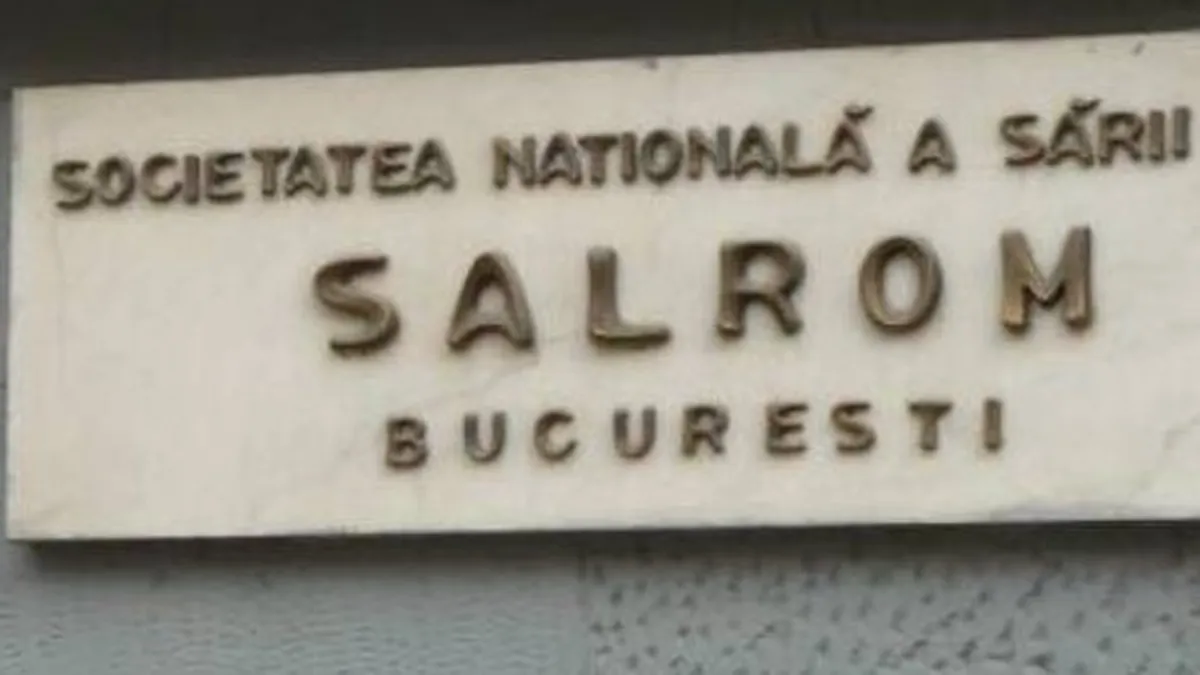 SOCIETATEA NATIONALĂ A SĂRII
SALROM
BUCURESTI